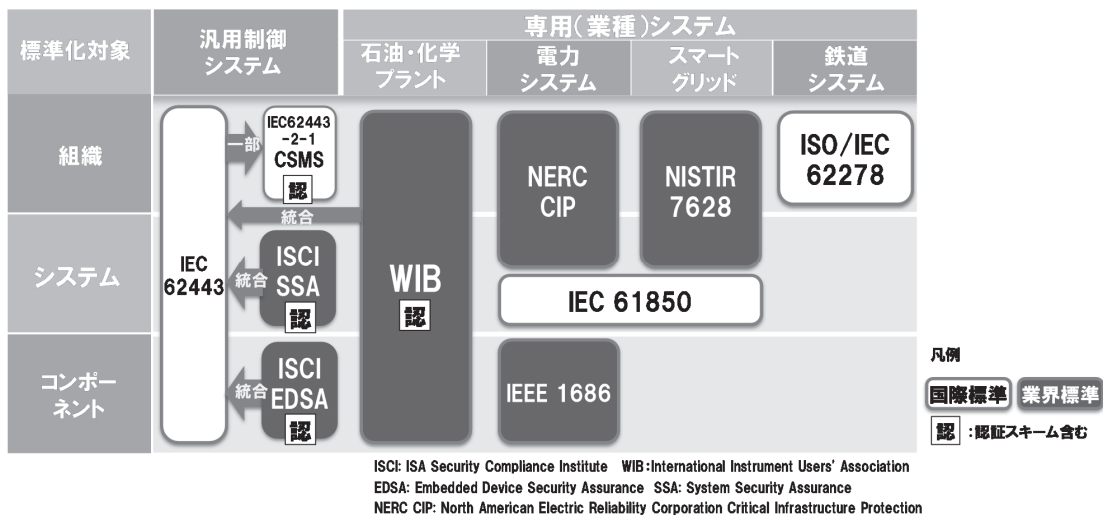 標準化対象
汎用制御
システム
専用(業種)システム
石油・化学
プラント
電力
システム
スマート
グリッド
鉄道
システム
組織
システム
コンポー
ネント
IEC
62443
一部
IEC62443
-2-1
CSMS
認
統合
統合
ISCI
SSA
認
統合
ISCI
EDSA
認
WIB
認
NERC
CIP
NISTIR
7628
ISO/IEC
62278
IEC 61850
IEEE 1686
凡例
国際標準 業界標準
認 :認証スキーム含む
ISCI: ISA Security Compliance Institute WIB:International Instrument Users' Association
EDSA: Embedded Device Security Assurance SSA: System Security Assurance
NERC CIP: North American Electric Reliability Corporation Critical Infrastructure Protection